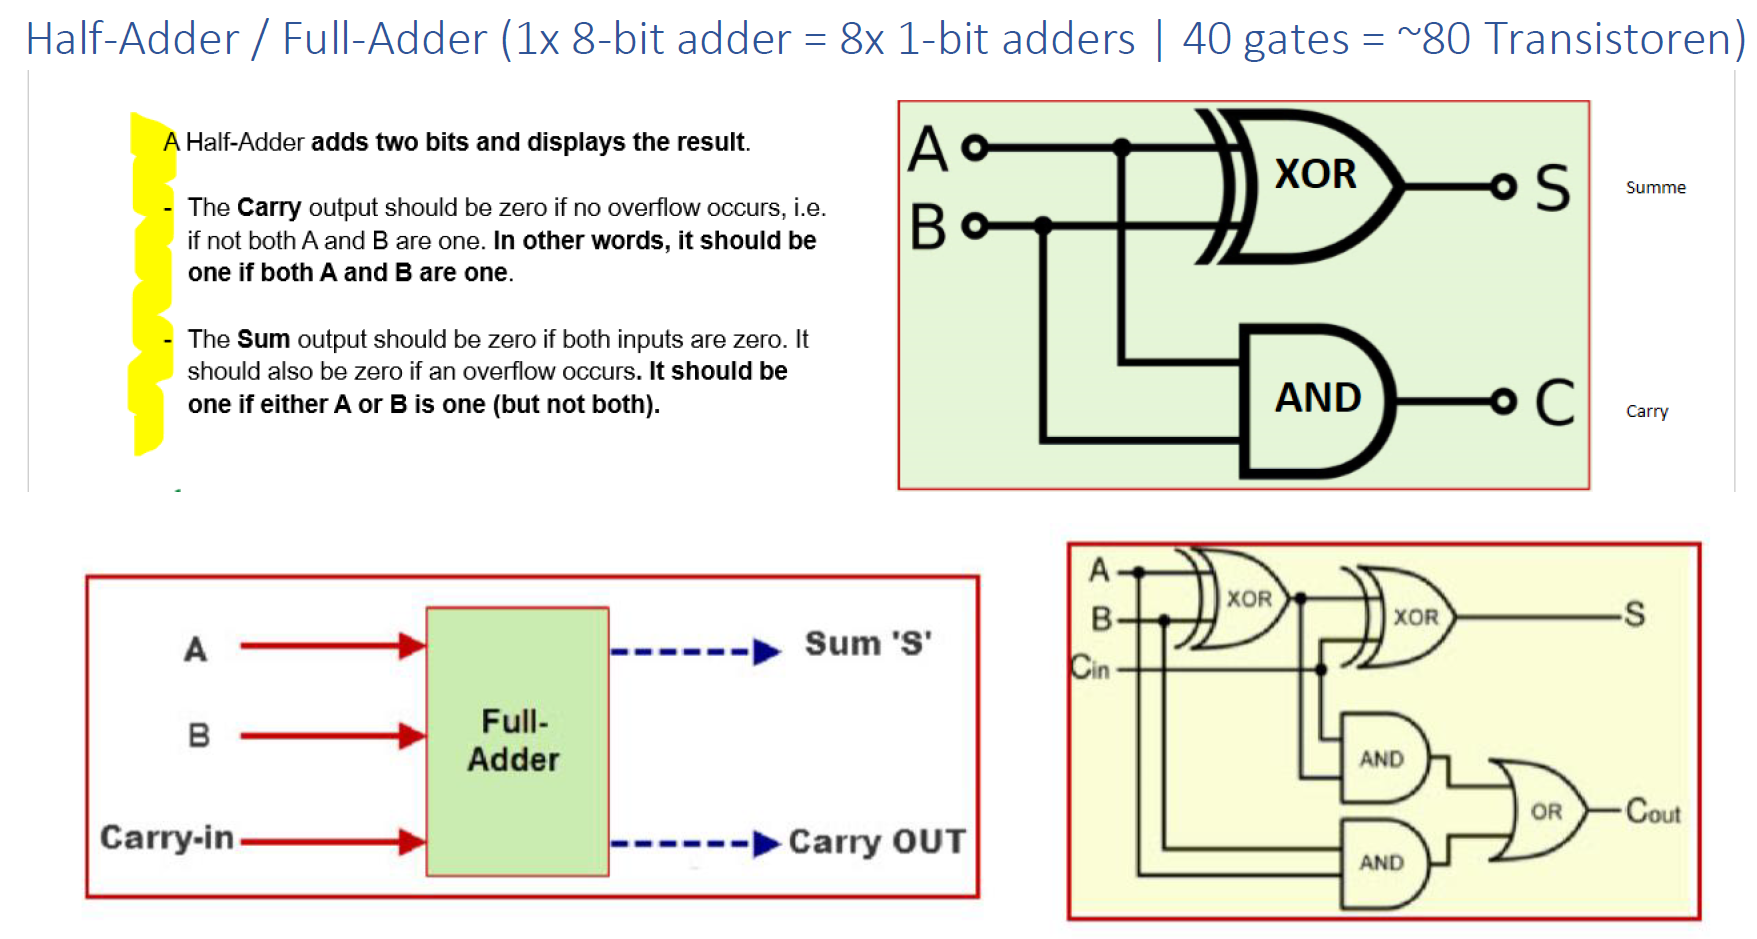 Half-Adder / Full-Adder (1x 8-bit adder = 8x 1-bit adders | 40 gates = ~80 Transistoren)
A Half-Adder adds two bits and displays the result.
- The Carry output should be zero if no overflow occurs, i.e.
if not both A and B are one. In other words, it should be
one if both A and B are one.
- The Sum output should be zero if both inputs are zero. It
should also be zero if an overflow occurs. It should be
one if either A or B is one (but not both).
A
B
XOR
S
Summe
AND
C
Carry
A
B
Carry-in
Full-
Adder
Sum 'S'
Carry OUT
A
B
Cin
XOR
XOR
S
AND
AND
OR
Cout